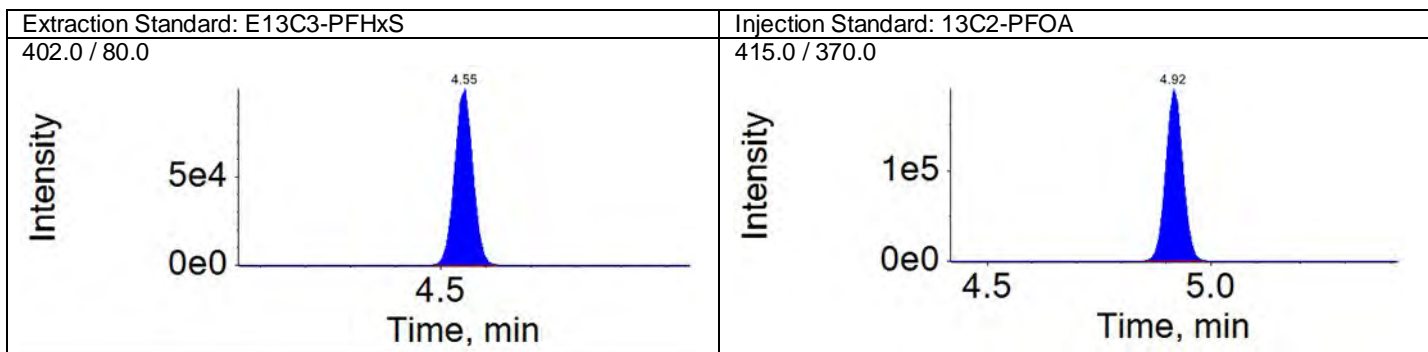 Extraction Standard: E13C3-PFHxS
402.0 / 80.0
4.55
Intensity
5e4
0e0
4.5
Time, min
Injection Standard: 13C2-PFOA
415.0 / 370.0
4.92
Intensity
1e5
0e0
4.5 5.0
Time, min